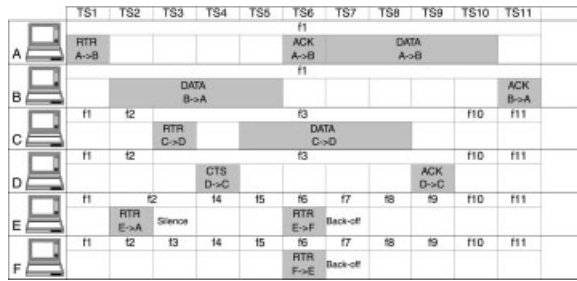 TS1 TS2 TS3 TS4 TS5 TS6 TS7 TS8 TS9 TS10 TS11
f1
A RTR A->B ACK A->B DATA A->B
f1
B DATA B->A ACK B->A
f1 f2 f3 f10 f11
C RTR C->D DATA C->D
f1 f2 f3 f10 f11
D CTS D->C ACK D->C
f1 f2 f4 f5 f6 f7 f8 f9 f10 f11
E RTR E->A Silence RTR E->F Back-off
f1 f2 f3 f4 f5 f6 f7 f8 f9 f10 f11
F RTR F->E Back-off